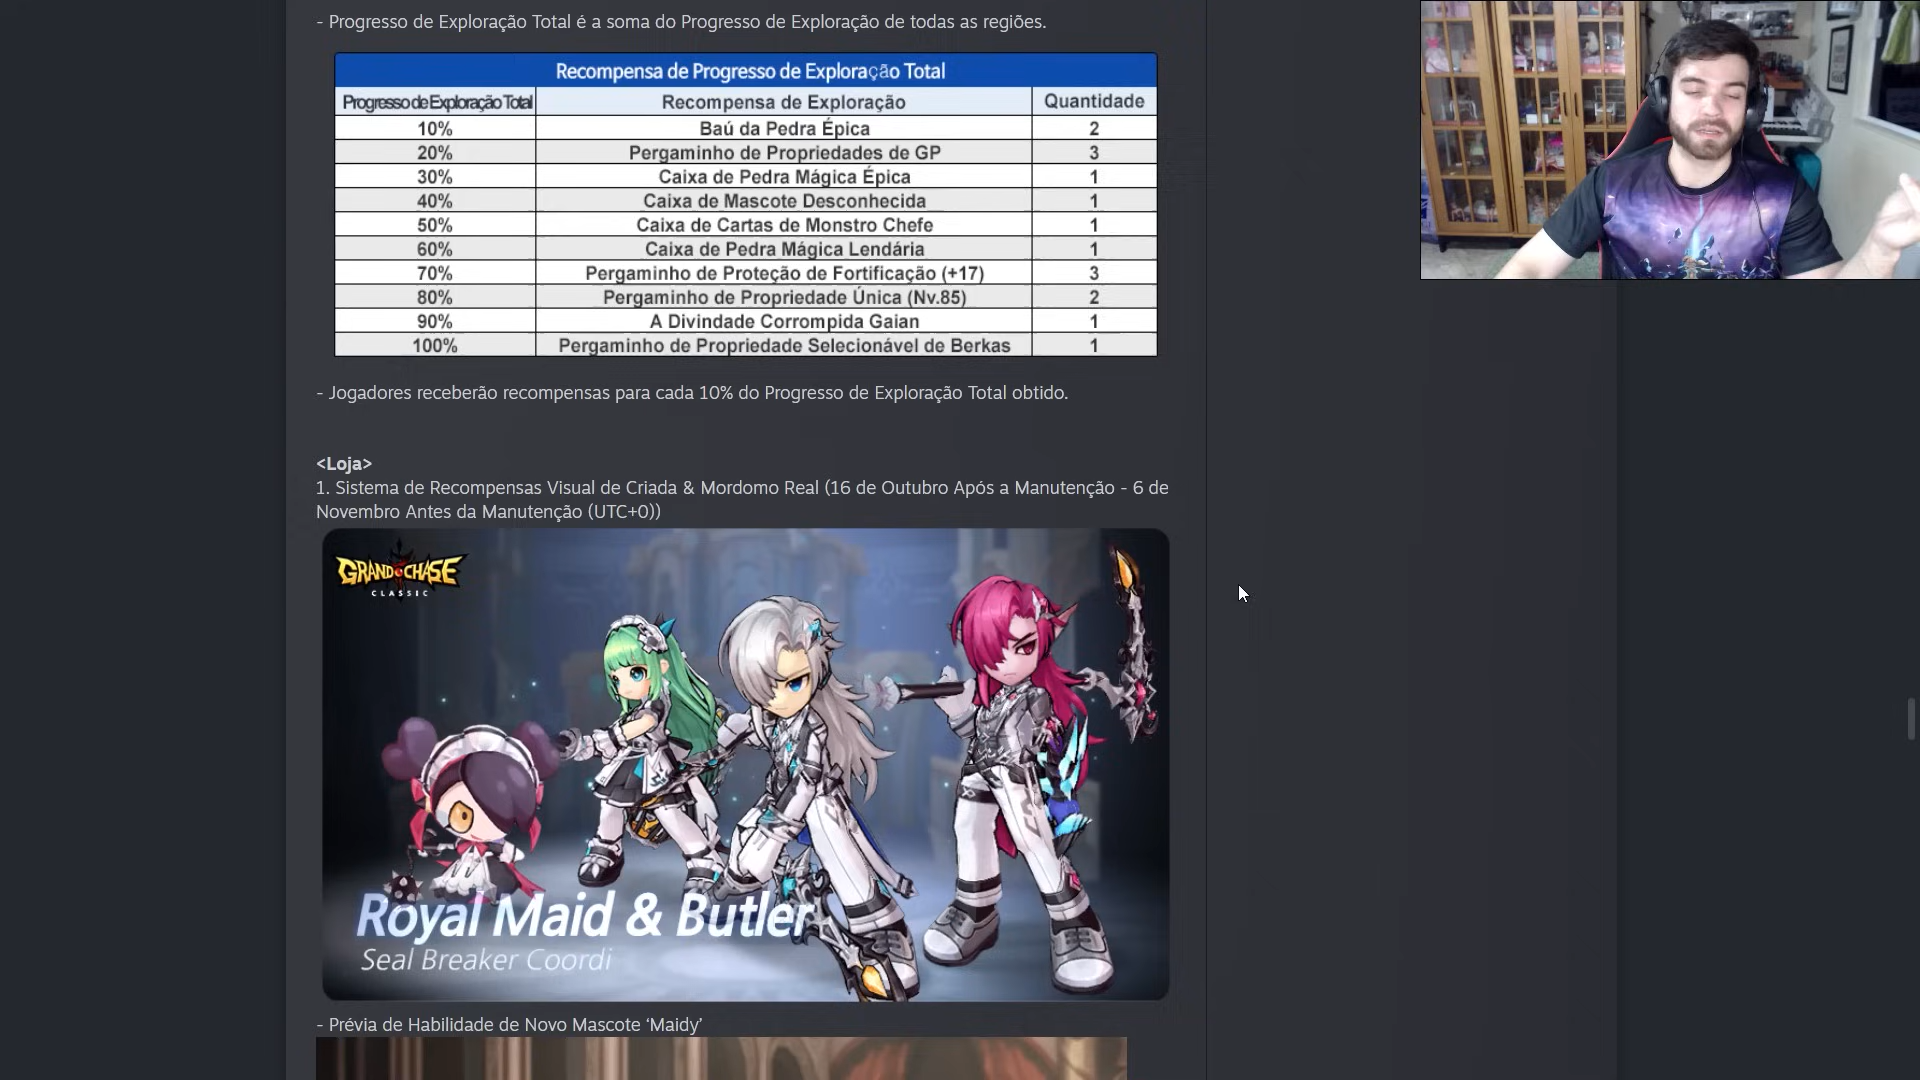 - Progresso de Exploração Total é a soma do Progresso de Exploração de todas as regiões.
Recompensa de Progresso de Exploração Total
Progresso de Exploração Total Recompensa de Exploração Quantidade
10% Baú da Pedra Épica 2
20% Pergaminho de Propriedades de GP 3
30% Caixa de Pedra Mágica Épica 1
40% Caixa de Mascote Desconhecida 1
50% Caixa de Cartas de Monstro Chefe 1
60% Caixa de Pedra Mágica Lendária 1
70% Pergaminho de Proteção de Fortificação (+17) 3
80% Pergaminho de Propriedade Única (Nv.85) 2
90% A Divindade Corrompida Gaian 1
100% Pergaminho de Propriedade Selecionável de Berkas 1
- Jogadores receberão recompensas para cada 10% do Progresso de Exploração Total obtido.
<Loja>
1. Sistema de Recompensas Visual de Criada & Mordomo Real (16 de Outubro Após a Manutenção - 6 de
Novembro Antes da Manutenção (UTC+0))
GRAND CHASE
CLASSIC
Royal Maid & Butler
Seal Breaker Coordi
- Prévia de Habilidade de Novo Mascote ‘Maidy’